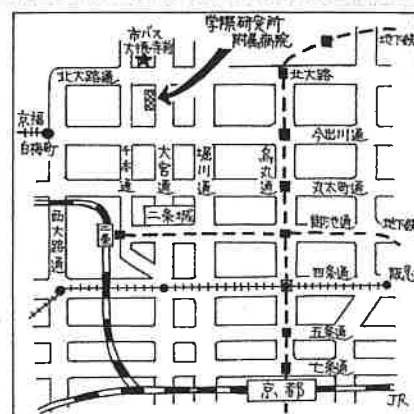 市バス
大徳寺前
学際研究所
附属病院
地下鉄
北大路通
北大路
京福
白梅町
今出川通
千本通
大宮通
堀川通
烏丸通
丸太町通
西大路通
二条
二条城
御池通
地下鉄
四条通
阪急
五条通
七条通
京都
JR